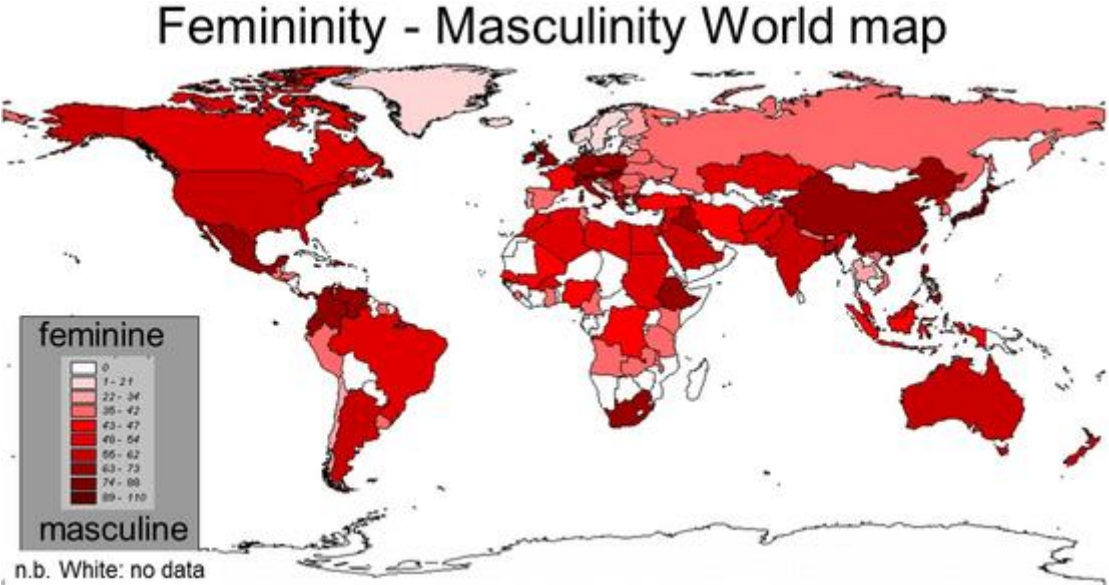 Femininity - Masculinity World map
feminine
0
1 - 21
22 - 34
35 - 42
43 - 47
48 - 54
55 - 62
63 - 73
74 - 88
89 - 110
masculine
n.b. White: no data